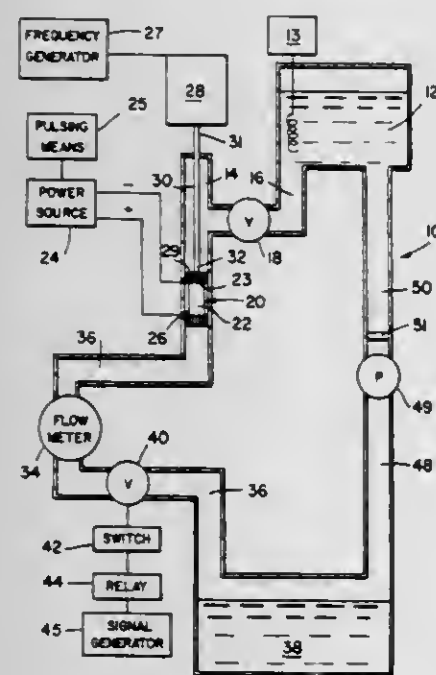 27
FREQUENCY
GENERATOR
28
13
25
PULSING
MEANS
12
31
30
14
16
POWER
SOURCE
-
+
24
V
18
10
29
32
23
20
22
26
50
51
36
P
49
FLOW
METER
34
40
V
48
36
42
SWITCH
44
RELAY
45
SIGNAL
GENERATOR
38